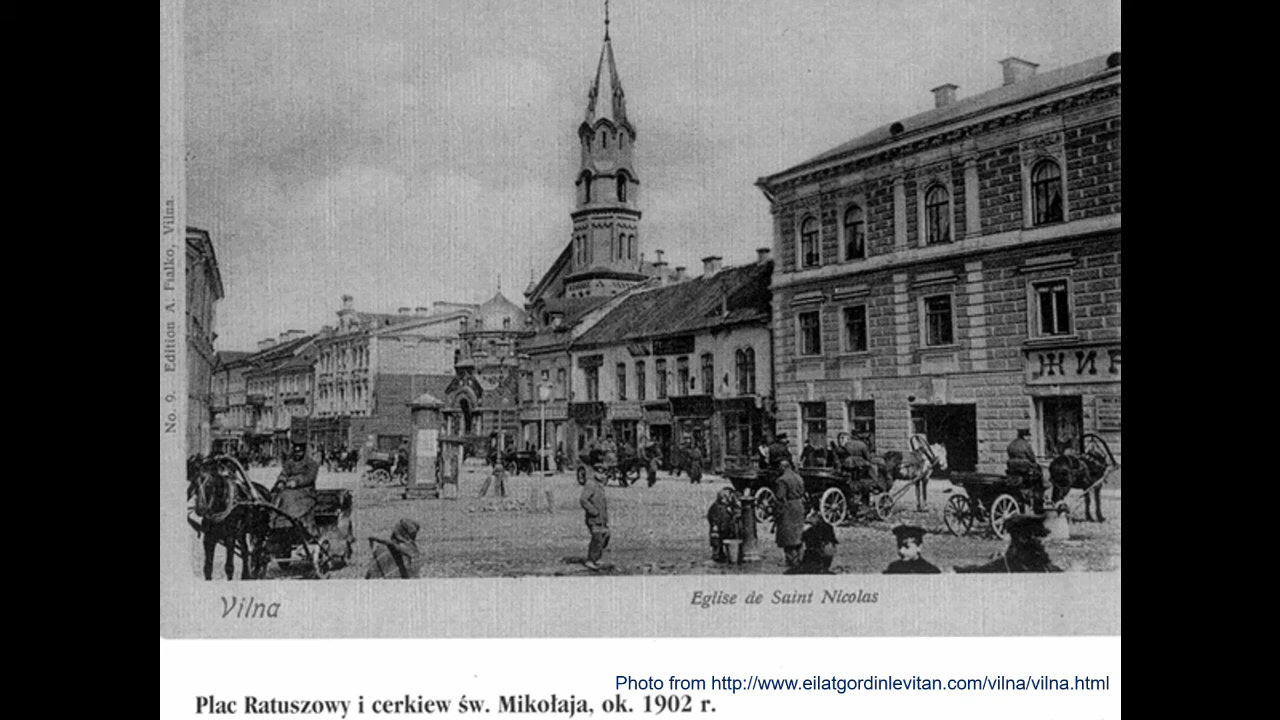 No. 9. Edition A. Fialko, Vilna.
ЖИР
Vilna
Eglise de Saint Nicolas
Photo from http://www.eilatgordinlevitan.com/vilna/vilna.html
Plac Ratuszowy i cerkiew św. Mikołaja, ok. 1902 r.